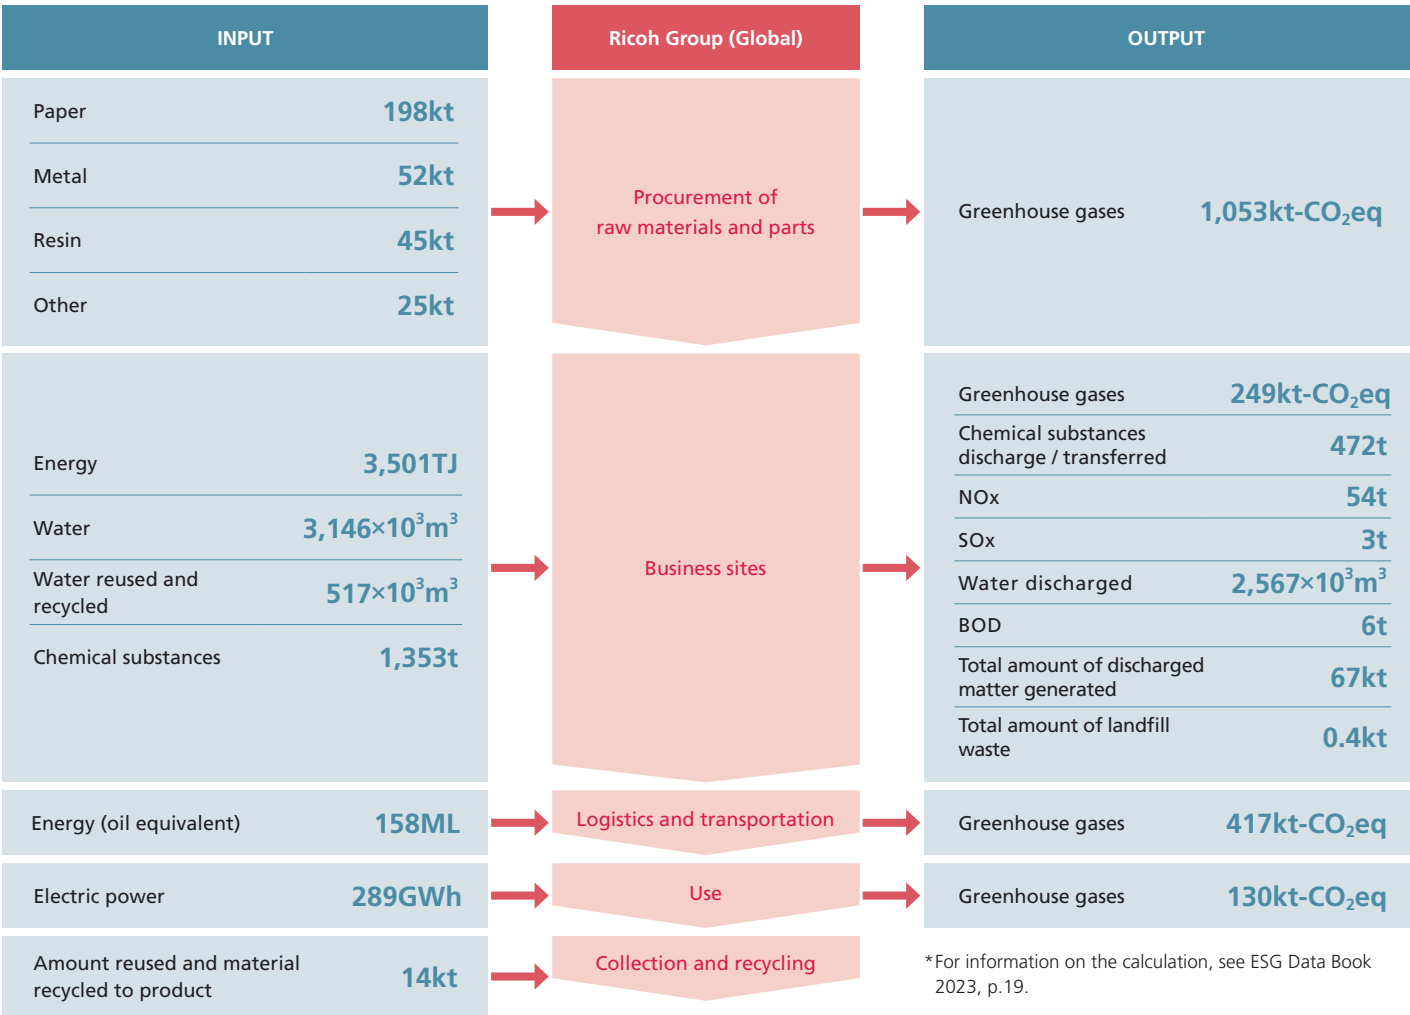 INPUT
Ricoh Group (Global)
OUTPUT
Paper 198kt
Metal 52kt
Resin 45kt
Other 25kt
Procurement of
raw materials and parts
Greenhouse gases 1,053kt-CO₂eq
Energy 3,501TJ
Water 3,146×10³m³
Water reused and
recycled 517×10³m³
Chemical substances 1,353t
Business sites
Greenhouse gases 249kt-CO₂eq
Chemical substances
discharge / transferred 472t
NOx 54t
SOx 3t
Water discharged 2,567×10³m³
BOD 6t
Total amount of discharged
matter generated 67kt
Total amount of landfill
waste 0.4kt
Energy (oil equivalent) 158ML
Logistics and transportation
Greenhouse gases 417kt-CO₂eq
Electric power 289GWh
Use
Greenhouse gases 130kt-CO₂eq
Amount reused and material
recycled to product 14kt
Collection and recycling
*For information on the calculation, see ESG Data Book
2023, p.19.